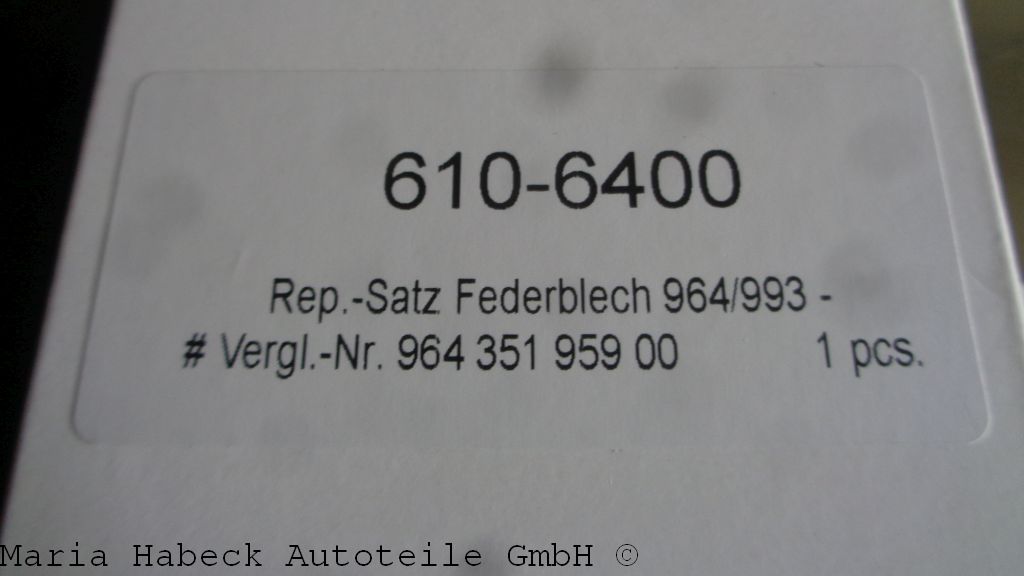 610-6400
Rep.-Satz Federblech 964/993 -
# Vergl.-Nr. 964 351 959 00 1 pcs.
Maria Habeck Autoteile GmbH ©